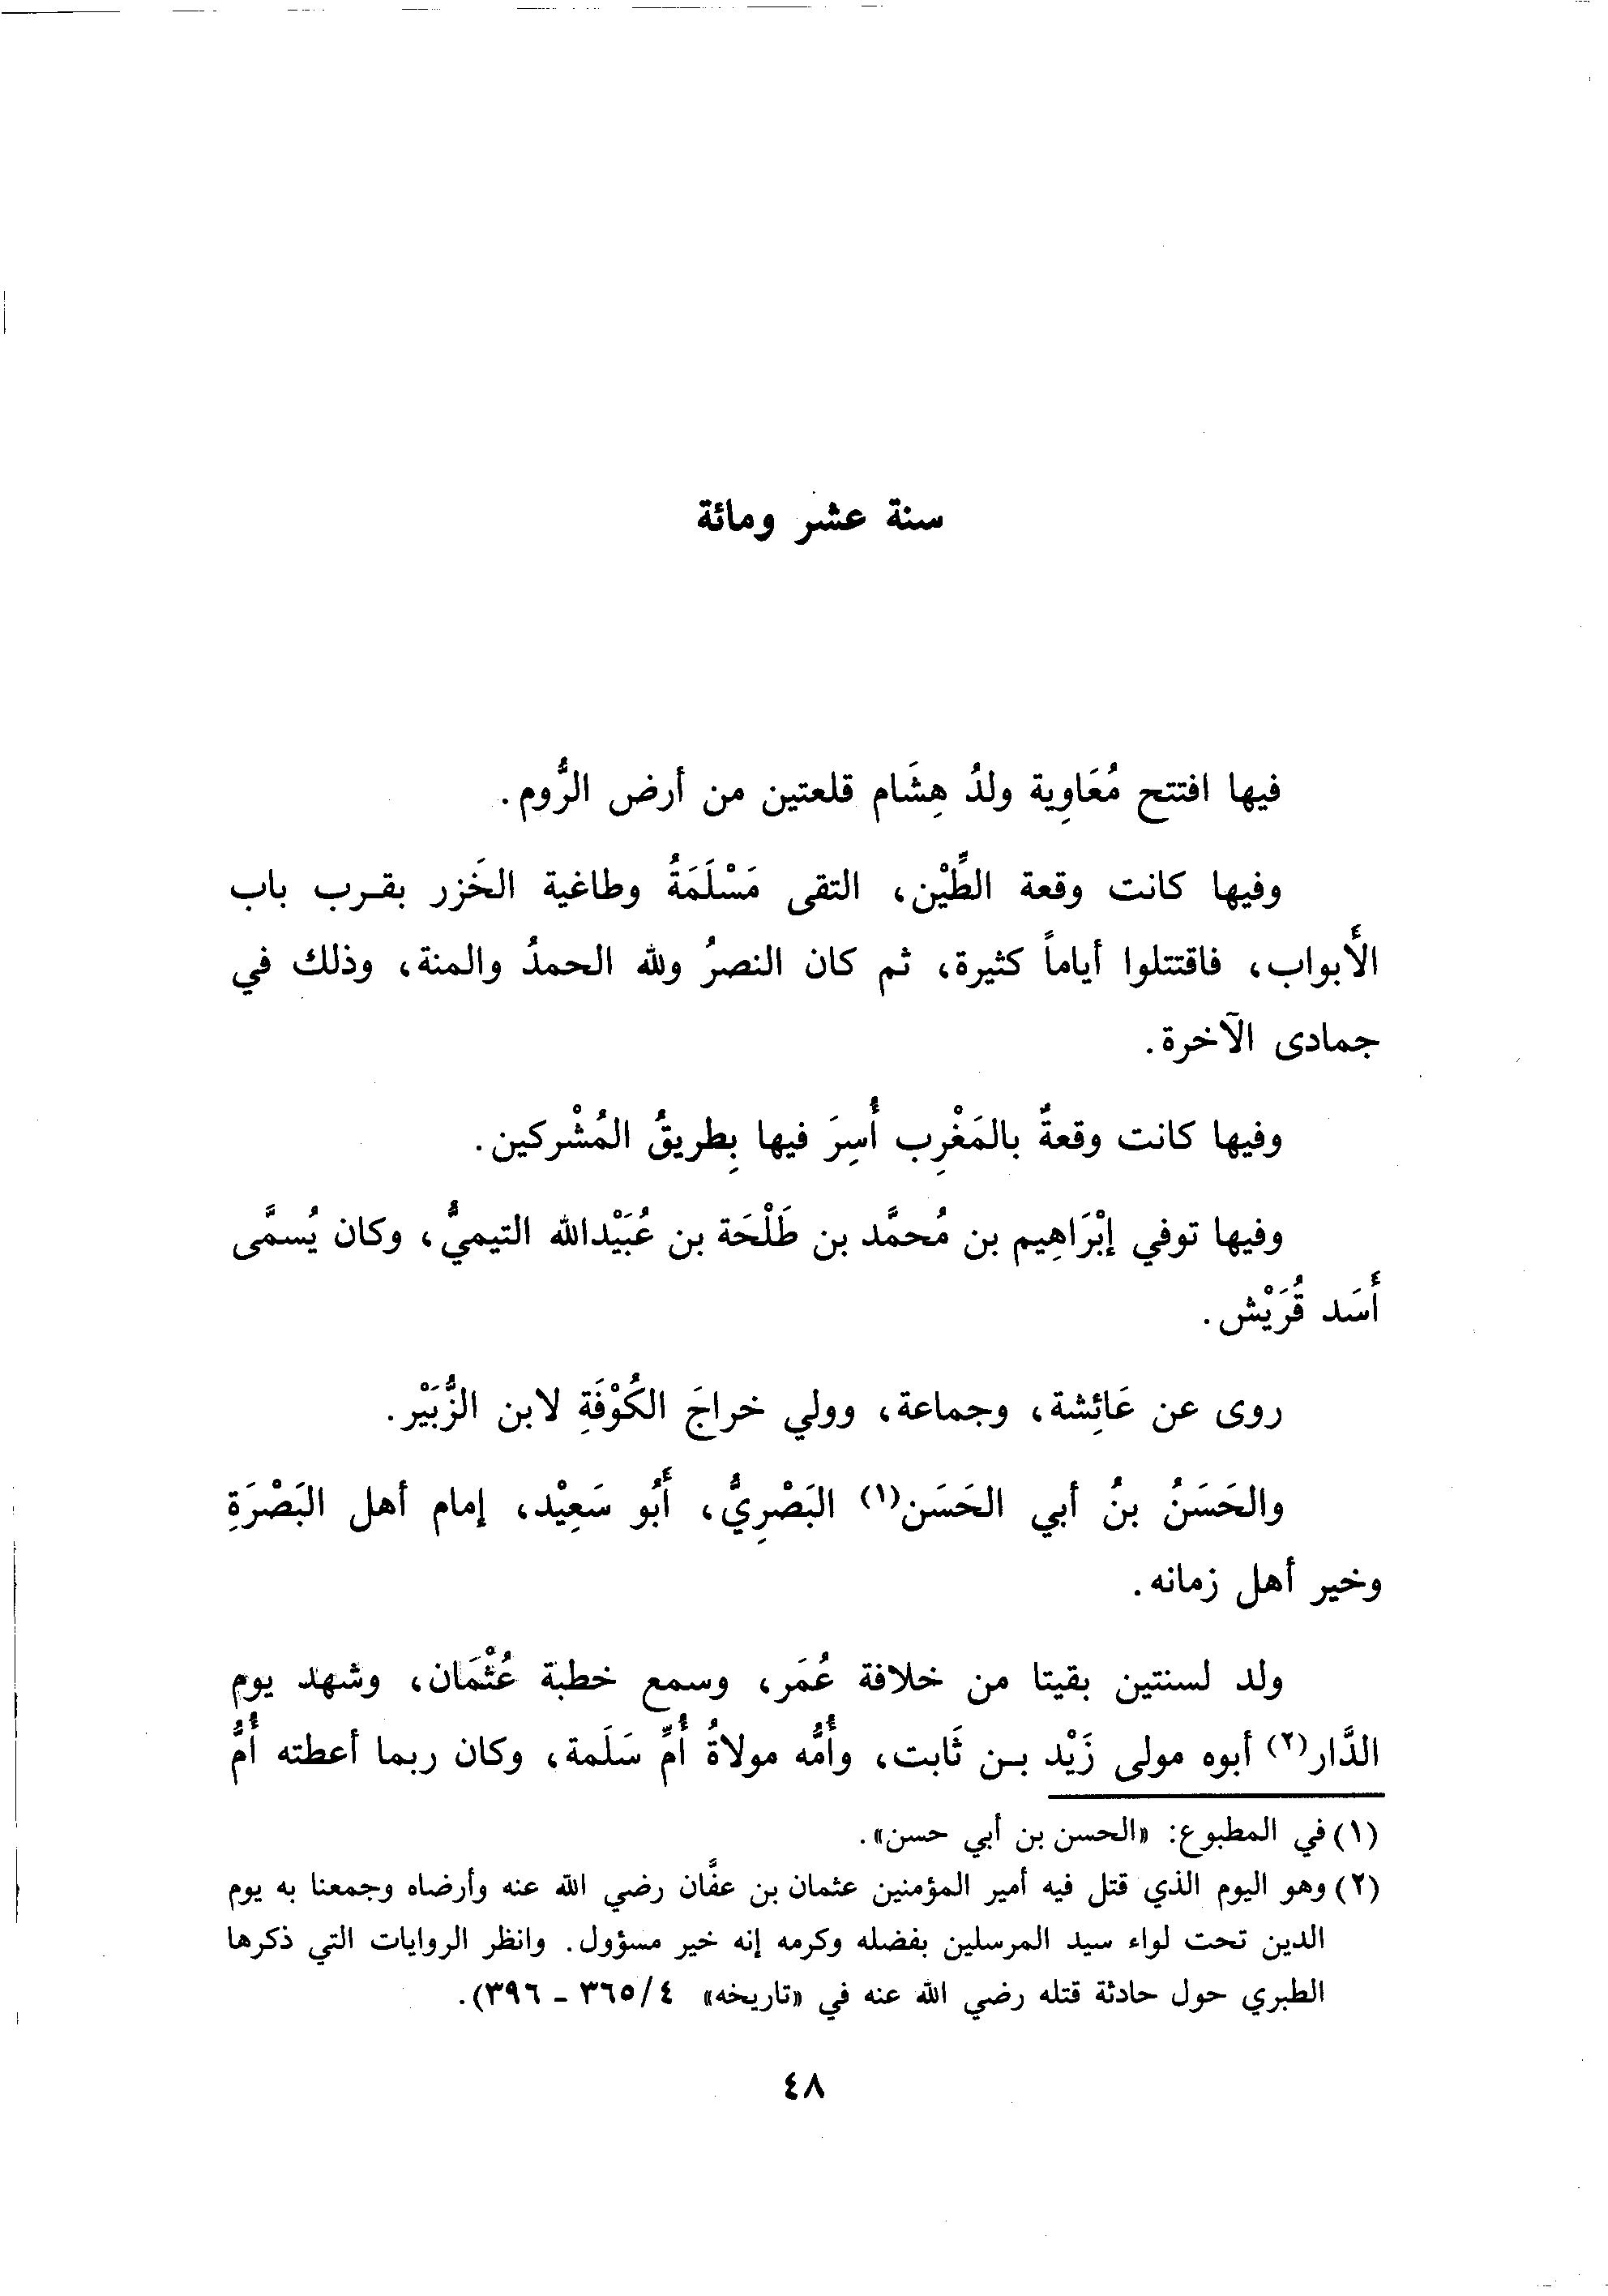 سنة عشر ومائة
فيها افتتح مُعَاوِية ولدُ هِشَام قلعتين من أرض الرُّوم.
وفيها كانت وقعة الطِّيْن، التقى مَسْلَمَةُ وطاغية الخَزر بقـرب باب
الأَبواب، فاقتتلوا أياماً كثيرة، ثم كان النصرُ ولله الحمدُ والمنة، وذلك في
جمادى الآخرة.
وفيها كانت وقعةٌ بالمَغْرِب أُسِرَ فيها بِطريقُ المُشْركين.
وفيها توفي إبْرَاهِيم بن مُحمَّد بن طَلْحَة بن عُبَيْدالله التيميُّ، وكان يُسمَّى
أَسَد قُرَيْش.
روى عن عَائِشة، وجماعة، وولي خراجَ الكُوْفَةِ لابن الزُّبَيْر.
والحَسَنُ بنُ أبي الحَسَن(١) البَصْرِيُّ، أَبُو سَعِيْد، إمام أهل البَصْرَةِ
وخير أهل زمانه.
ولد لسنتين بقيتا من خلافة عُمَر، وسمع خطبة عُثْمَان، وشهد يوم
الدَّار(٢) أبوه مولى زَيْد بـن ثَابت، وأُمُّه مولاةُ أُمِّ سَلَمة، وكان ربما أعطته أُمُّ
(١) في المطبوع: «الحسن بن أبي حسن».
(٢) وهو اليوم الذي قتل فيه أمير المؤمنين عثمان بن عفَّان رضي الله عنه وأرضاه وجمعنا به يوم
الدين تحت لواء سيد المرسلين بفضله وكرمه إنه خير مسؤول. وانظر الروايات التي ذكرها
الطبري حول حادثة قتله رضي الله عنه في «تاريخه» ٤/ ٣٦٥ ـ ٣٩٦).
٤٨